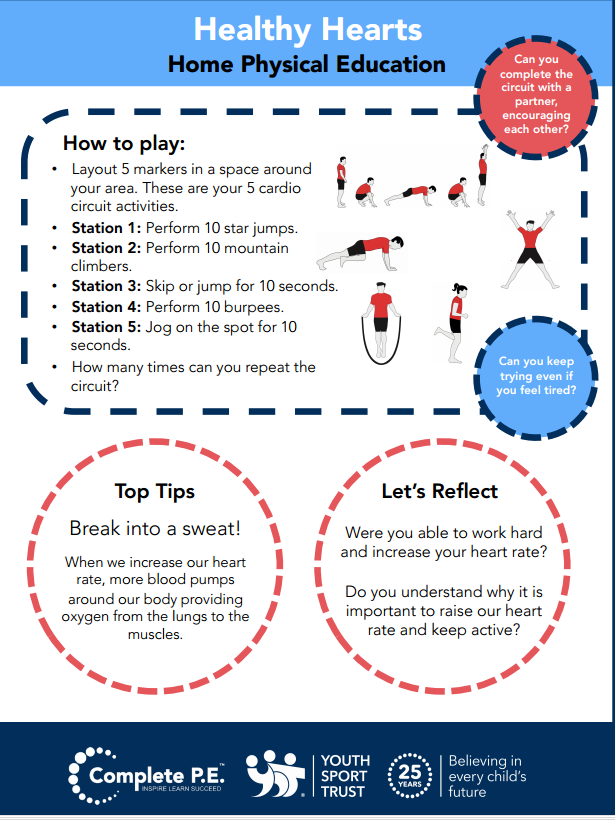 Healthy Hearts
Home Physical Education
Can you
complete the
circuit with a
partner,
encouraging
each other?
How to play:
• Layout 5 markers in a space around
your area. These are your 5 cardio
circuit activities.
• Station 1: Perform 10 star jumps.
• Station 2: Perform 10 mountain
climbers.
• Station 3: Skip or jump for 10 seconds.
• Station 4: Perform 10 burpees.
• Station 5: Jog on the spot for 10
seconds.
• How many times can you repeat the
circuit?
Can you keep
trying even if
you feel tired?
Top Tips
Break into a sweat!
When we increase our heart
rate, more blood pumps
around our body providing
oxygen from the lungs to the
muscles.
Let's Reflect
Were you able to work hard
and increase your heart rate?
Do you understand why it is
important to raise our heart
rate and keep active?
Complete P.E.™
INSPIRE LEARN SUCCEED
YOUTH
SPORT
TRUST
25
YEARS
Believing in
every child's
future